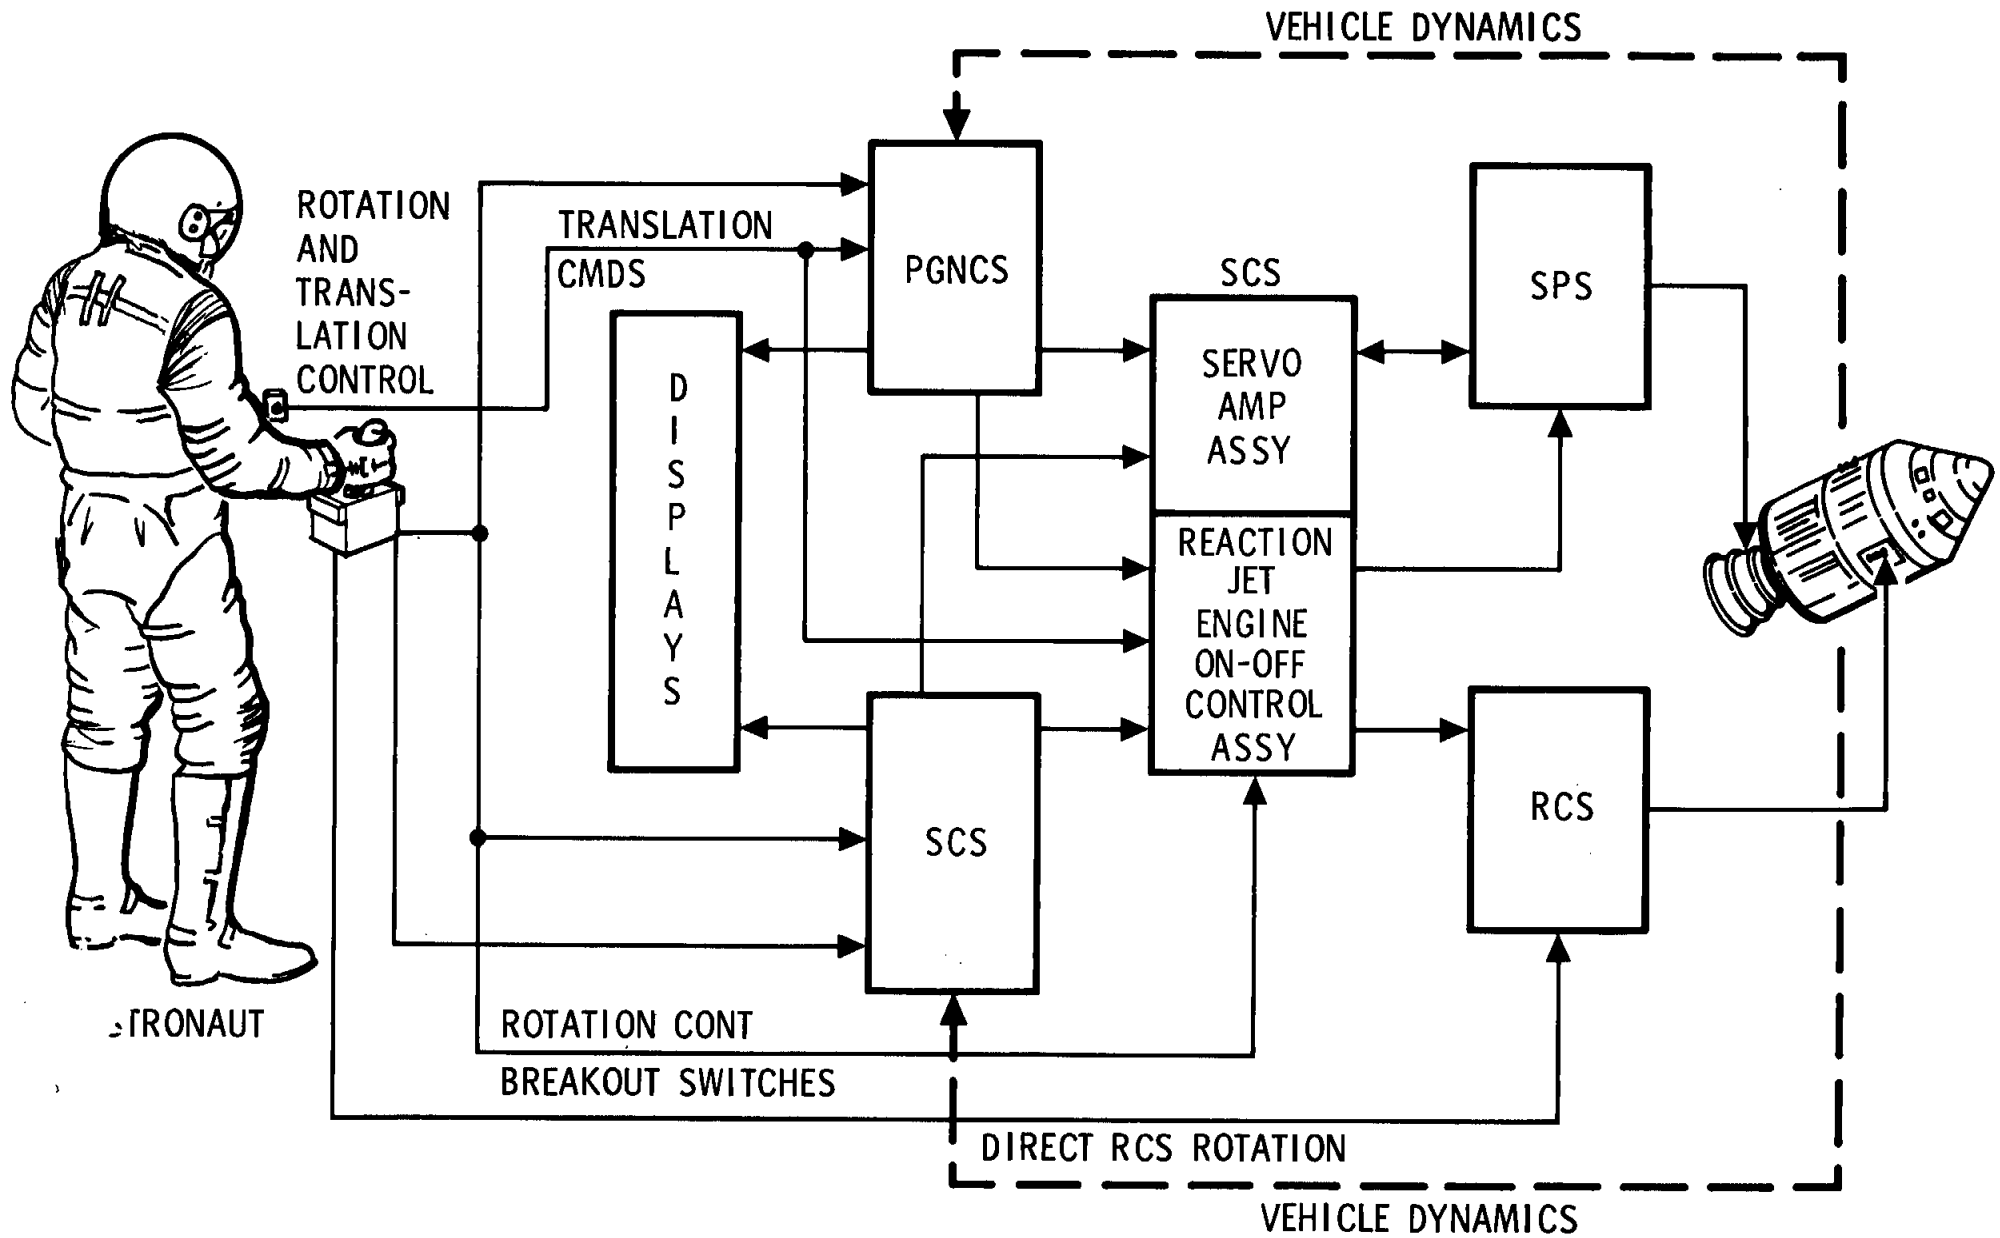 VEHICLE DYNAMICS
ROTATION
AND
TRANS-
LATION
CONTROL
TRANSLATION
CMDS
PGNCS
SCS
SPS
SERVO
AMP
ASSY
DISPLAYS
REACTION
JET
ENGINE
ON-OFF
CONTROL
ASSY
SCS
RCS
ROTATION CONT
BREAKOUT SWITCHES
DIRECT RCS ROTATION
VEHICLE DYNAMICS